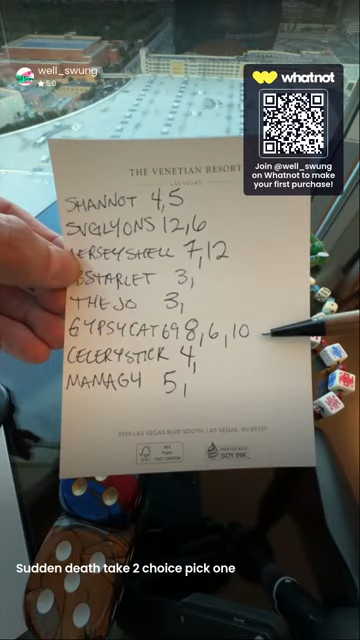 well_swung
5.0
whatnot
Join @well_swung
on Whatnot to make
your first purchase!
THE VENETIAN RESORT
LAS VEGAS
SHANNOT 4,5
SVGLYONS 12,6
JERSEYSHELL 7,12
BSTARLET 3,
THEJO 3,
GYPSYCAT69 8,6,10
CELERYSTICK 4,
MAMAG4 5,
3355 LAS VEGAS BLVD SOUTH, LAS VEGAS, NV 89109
FSC
SOY INK
Sudden death take 2 choice pick one